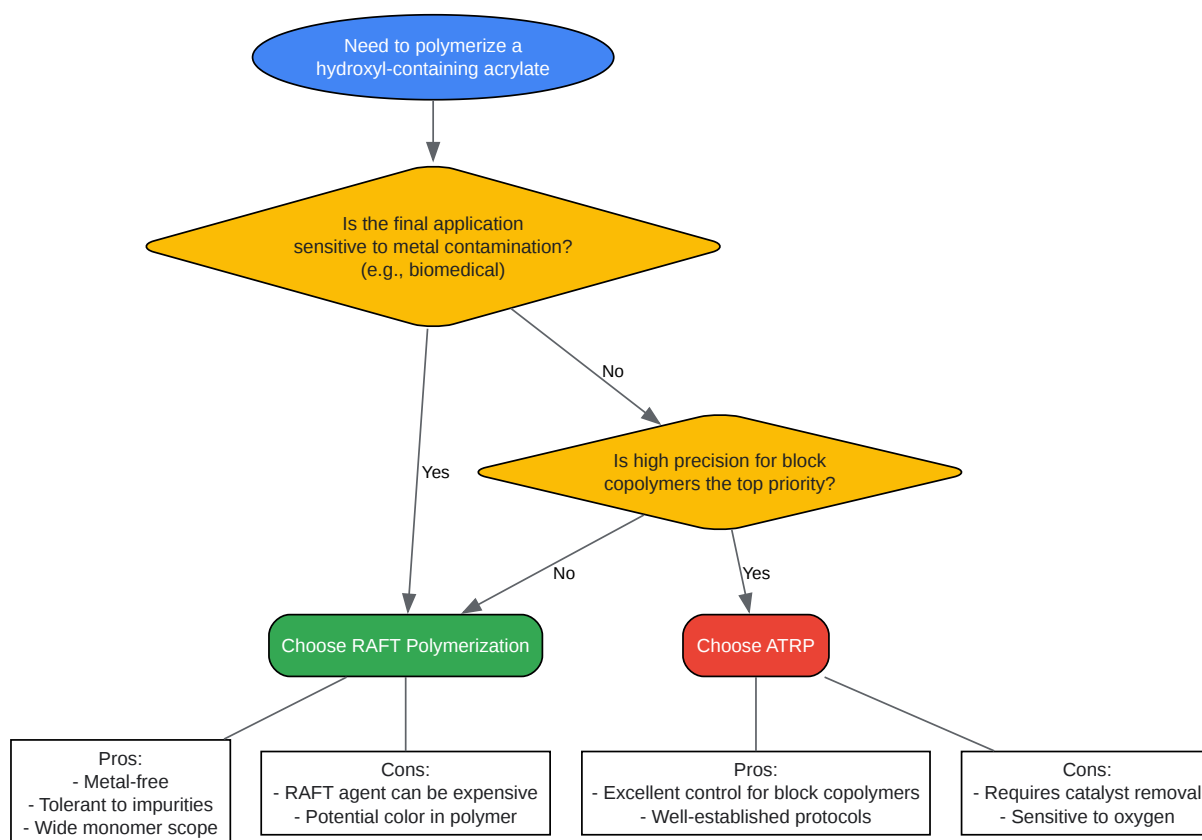 Need to polymerize a
hydroxyl-containing acrylate
Is the final application
sensitive to metal contamination?
(e.g., biomedical)
No
Yes
Is high precision for block
copolymers the top priority?
No
Yes
Choose RAFT Polymerization
Choose ATRP
Pros:
- Metal-free
- Tolerant to impurities
- Wide monomer scope
Cons:
- RAFT agent can be expensive
- Potential color in polymer
Pros:
- Excellent control for block copolymers
- Well-established protocols
Cons:
- Requires catalyst removal
- Sensitive to oxygen